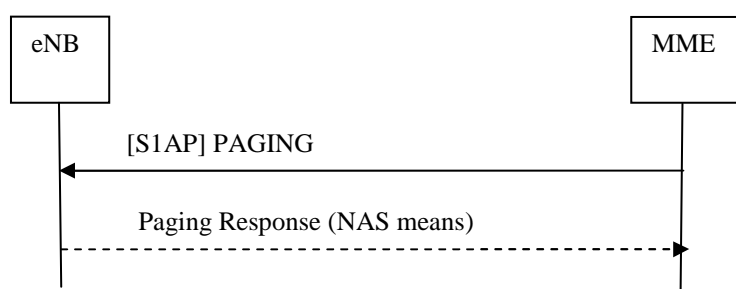 eNB
MME
[S1AP] PAGING
Paging Response (NAS means)